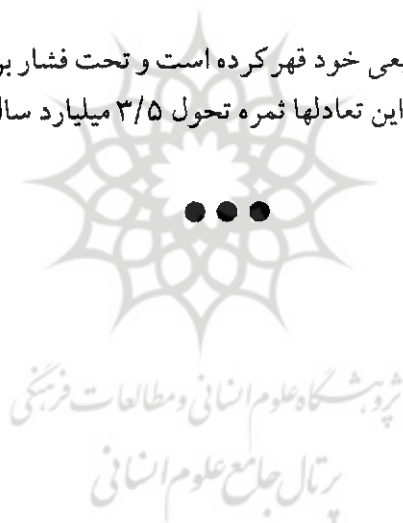 یعی خود قهر کرده است و تحت فشار بر
این تعادلها ثمره تحول ۳/۵ میلیارد سال
●●●
پژوهشگاه علوم انسانی و مطالعات فرهنگی
پرتال جامع علوم انسانی